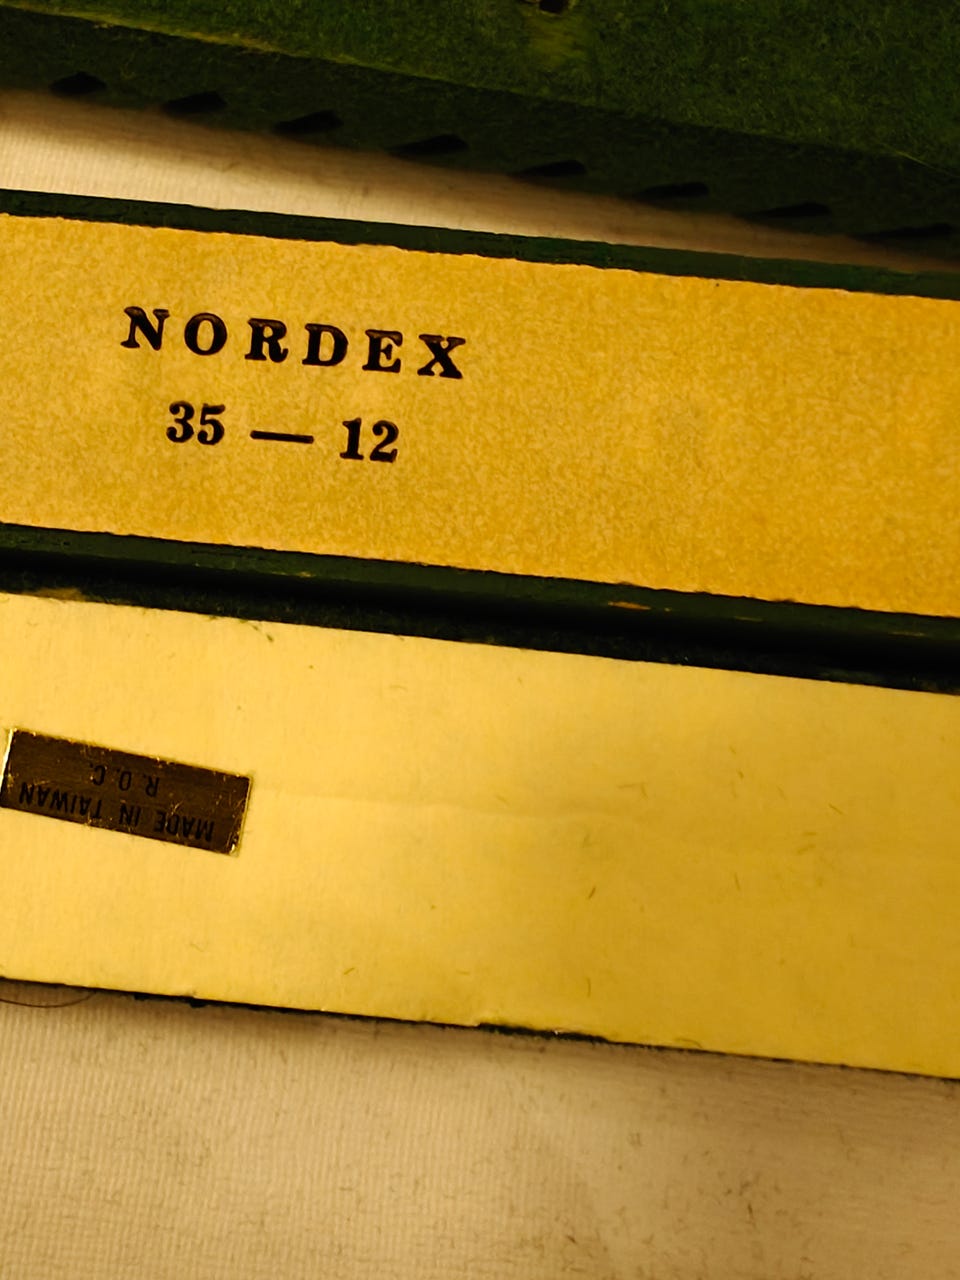 NORDEX
35 — 12
MADE IN TAIWAN
R.O.C.